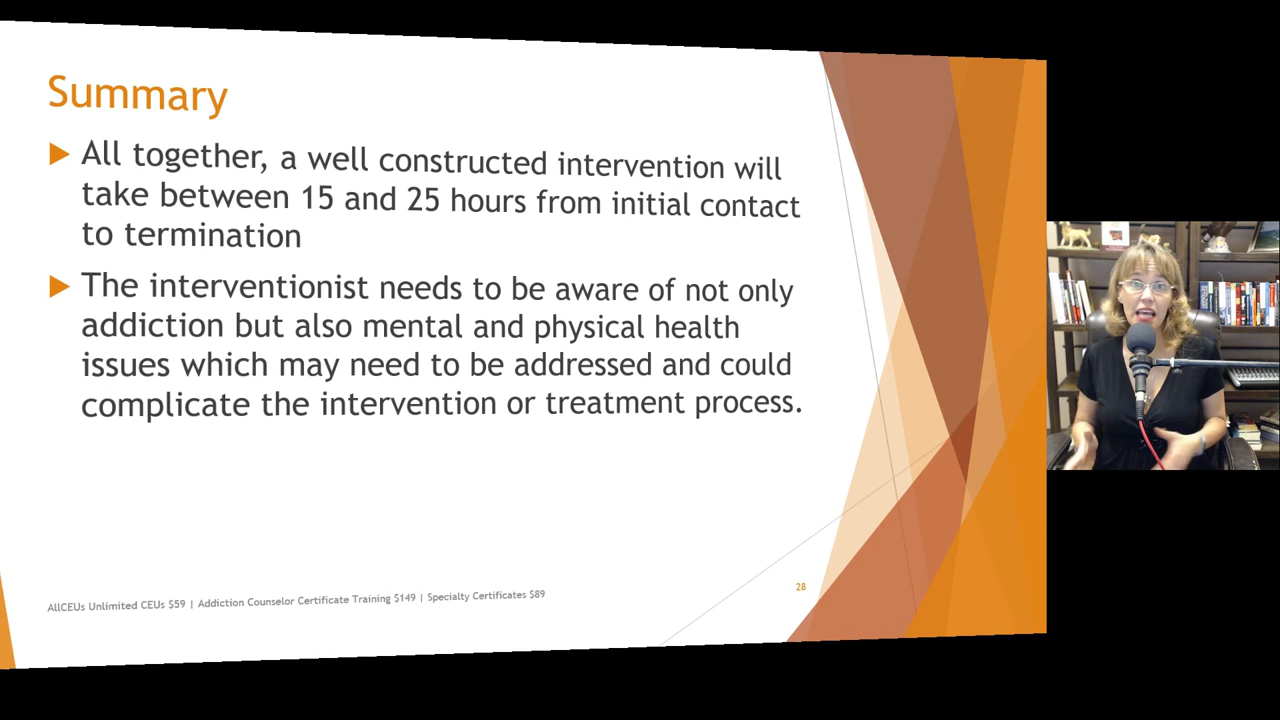 Summary
All together, a well constructed intervention will
take between 15 and 25 hours from initial contact
to termination
The interventionist needs to be aware of not only
addiction but also mental and physical health
issues which may need to be addressed and could
complicate the intervention or treatment process.
AllCEUs Unlimited CEUs $59 | Addiction Counselor Certificate Training $149 | Specialty Certificates $89
28